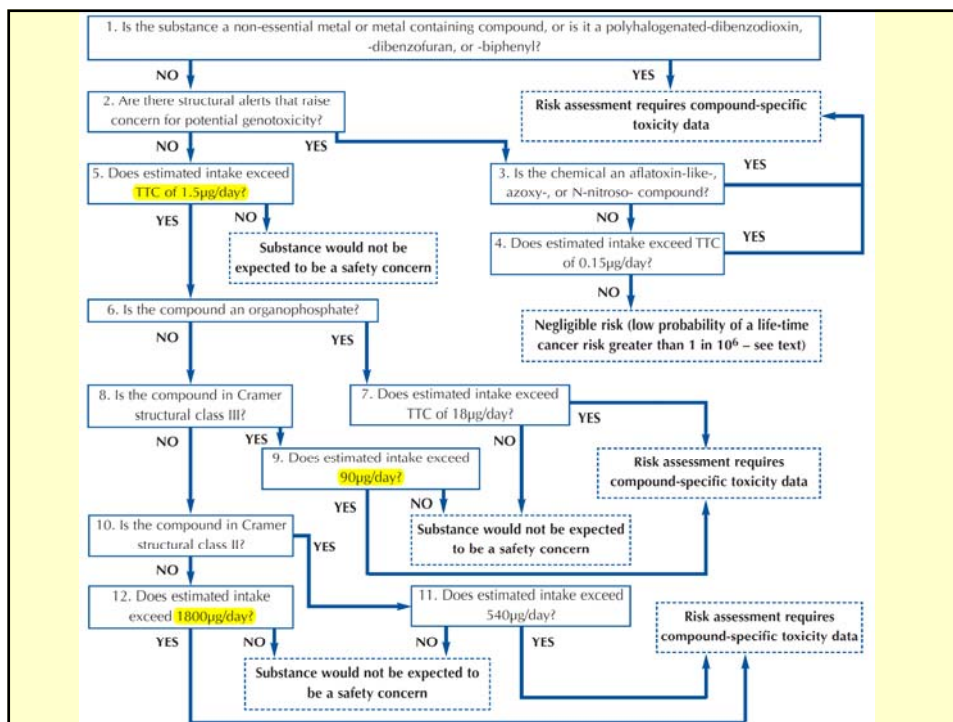 1. Is the substance a non-essential metal or metal containing compound, or is it a polyhalogenated-dibenzodioxin,
-dibenzofuran, or -biphenyl?
NO
YES
2. Are there structural alerts that raise
concern for potential genotoxicity?
Risk assessment requires compound-specific
toxicity data
NO
YES
5. Does estimated intake exceed
TTC of 1.5µg/day?
3. Is the chemical an aflatoxin-like-,
azoxy-, or N-nitroso- compound?
YES
YES
NO
NO
Substance would not be
expected to be a safety concern
4. Does estimated intake exceed TTC
of 0.15µg/day?
YES
NO
6. Is the compound an organophosphate?
Negligible risk (low probability of a life-time
cancer risk greater than 1 in 10⁶ – see text)
NO
YES
8. Is the compound in Cramer
structural class III?
7. Does estimated intake exceed
TTC of 18µg/day?
YES
NO
YES
NO
9. Does estimated intake exceed
90µg/day?
Risk assessment requires
compound-specific toxicity data
YES
NO
10. Is the compound in Cramer
structural class II?
Substance would not be expected
to be a safety concern
YES
NO
12. Does estimated intake
exceed 1800µg/day?
11. Does estimated intake exceed
540µg/day?
Risk assessment requires
compound-specific toxicity data
YES
NO
NO
YES
Substance would not be expected to
be a safety concern